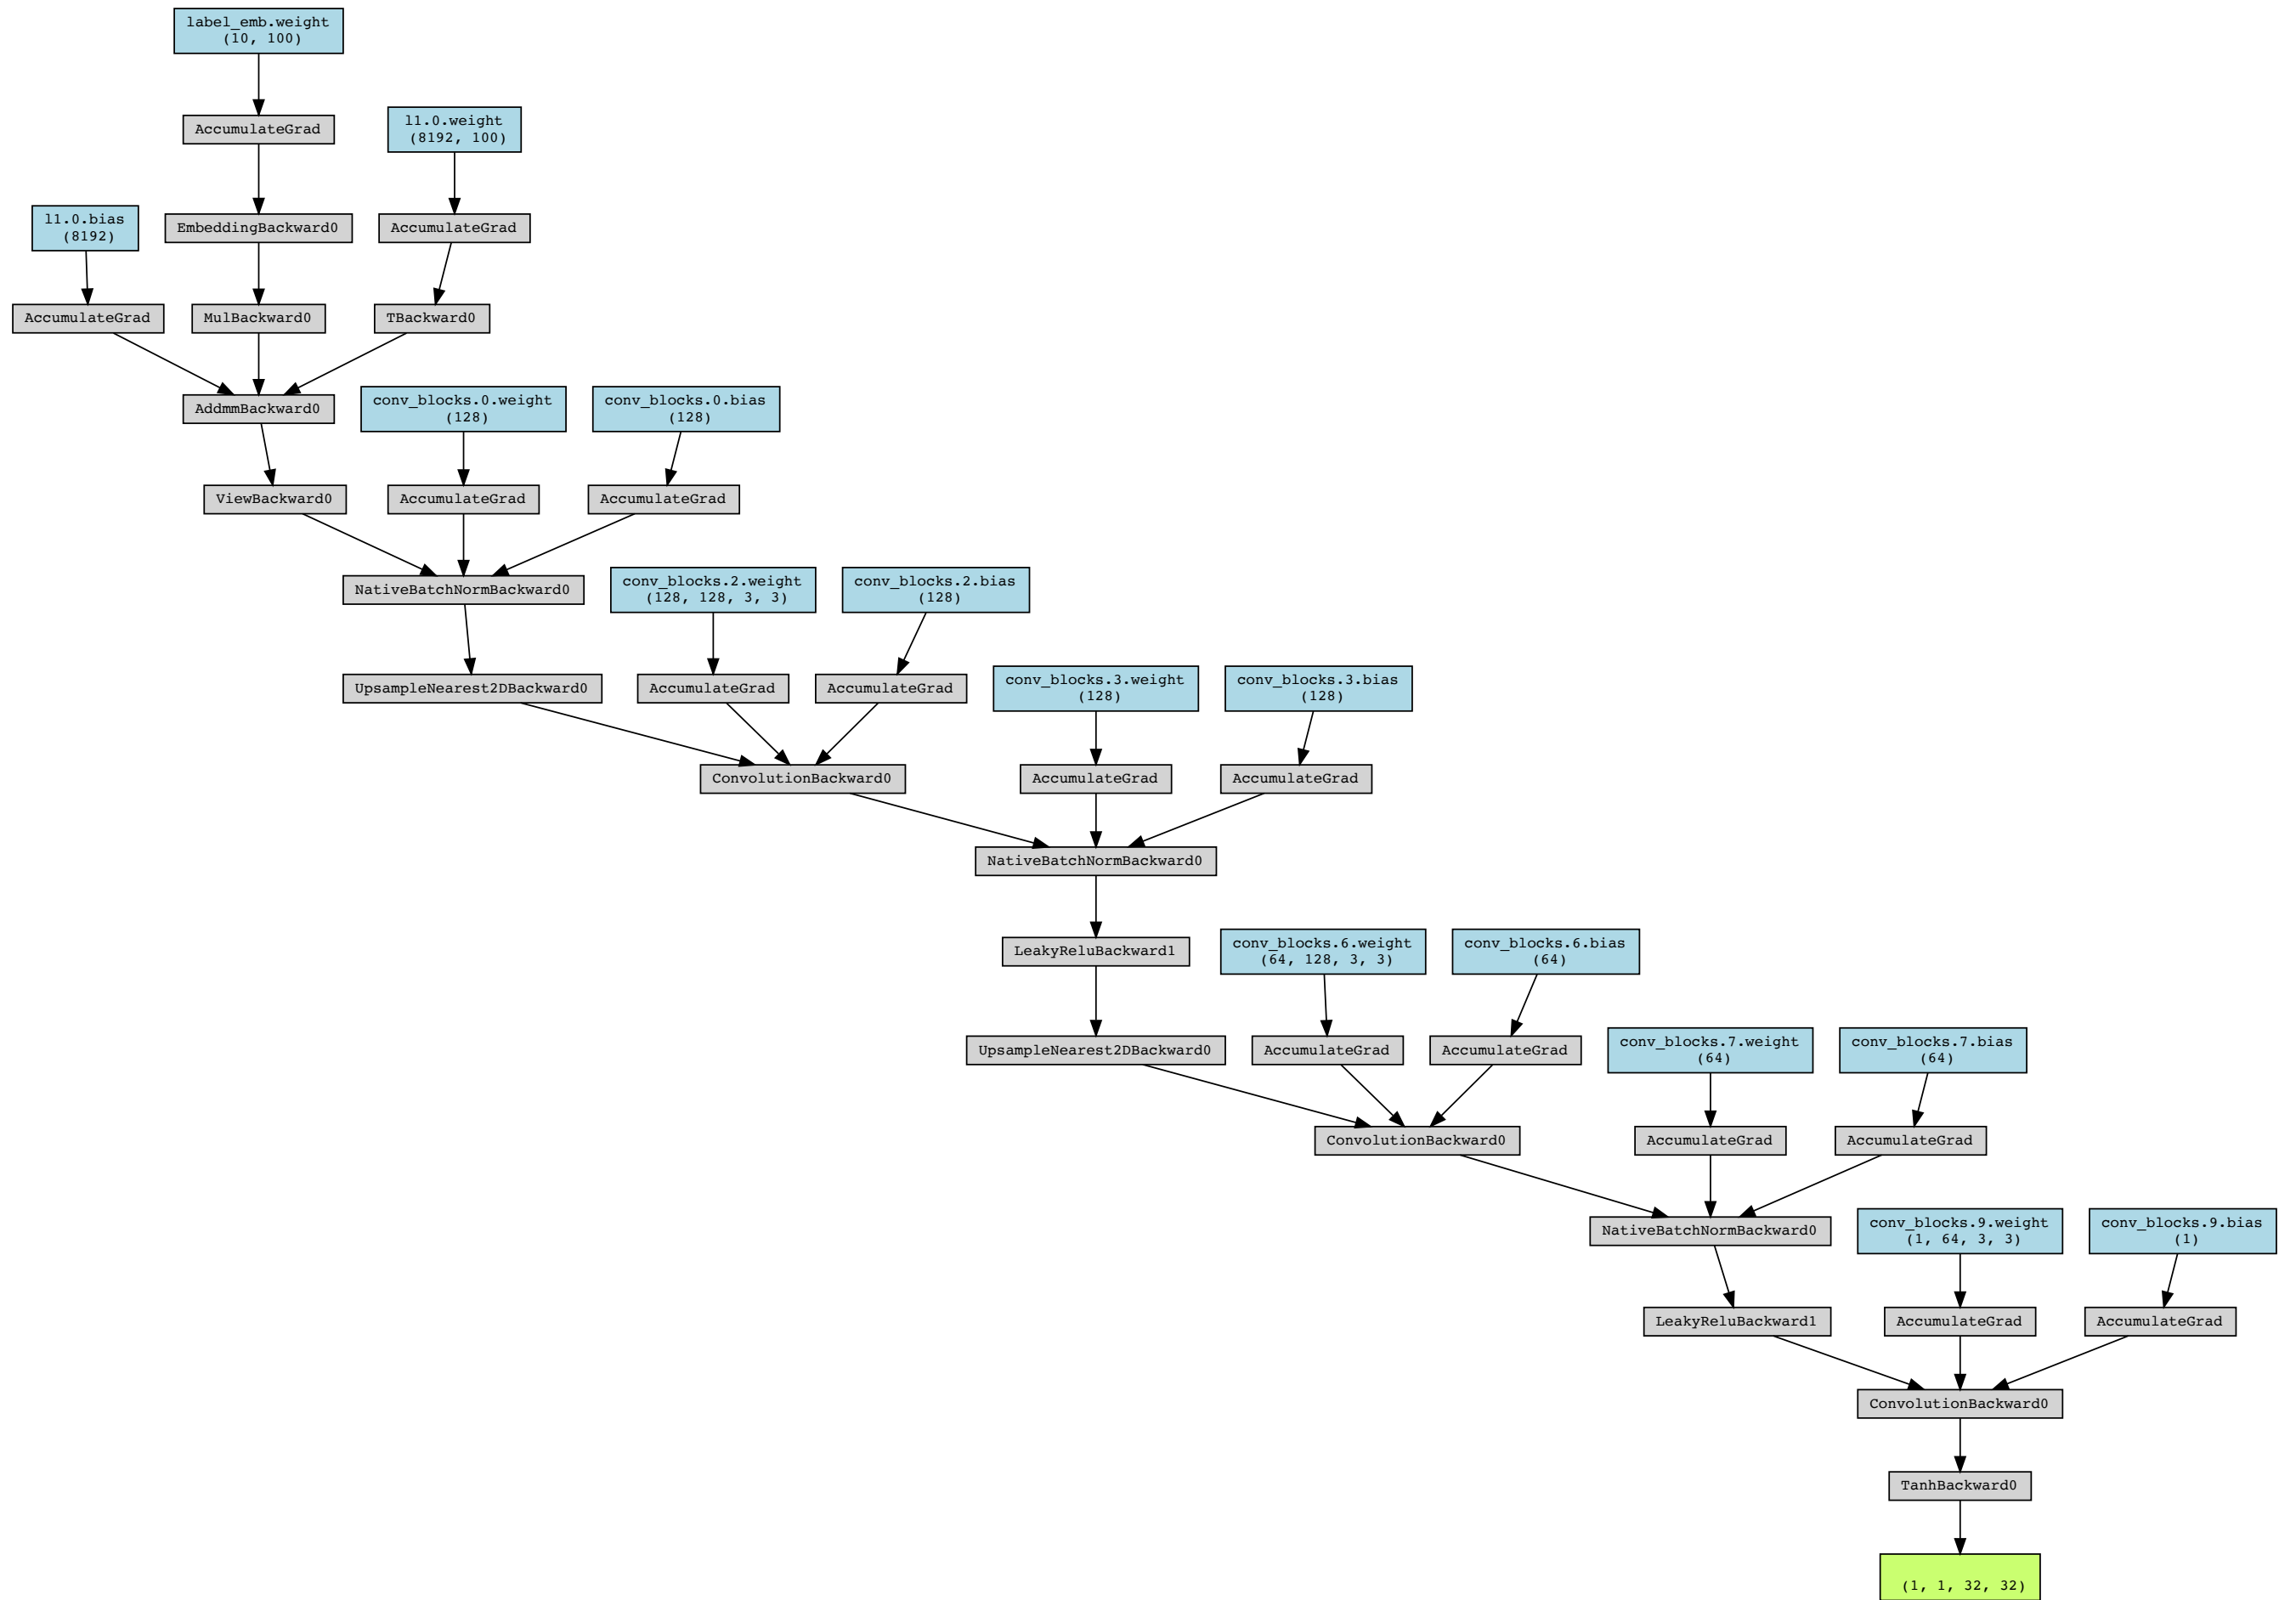 label_emb.weight
(10, 100)
AccumulateGrad
l1.0.weight
(8192, 100)
l1.0.bias
(8192)
EmbeddingBackward0
AccumulateGrad
AccumulateGrad
MulBackward0
TBackward0
AddmmBackward0
conv_blocks.0.weight
(128)
conv_blocks.0.bias
(128)
ViewBackward0
AccumulateGrad
AccumulateGrad
NativeBatchNormBackward0
conv_blocks.2.weight
(128, 128, 3, 3)
conv_blocks.2.bias
(128)
UpsampleNearest2DBackward0
AccumulateGrad
AccumulateGrad
conv_blocks.3.weight
(128)
conv_blocks.3.bias
(128)
ConvolutionBackward0
AccumulateGrad
AccumulateGrad
NativeBatchNormBackward0
LeakyReluBackward1
conv_blocks.6.weight
(64, 128, 3, 3)
conv_blocks.6.bias
(64)
UpsampleNearest2DBackward0
AccumulateGrad
AccumulateGrad
conv_blocks.7.weight
(64)
conv_blocks.7.bias
(64)
ConvolutionBackward0
AccumulateGrad
AccumulateGrad
NativeBatchNormBackward0
conv_blocks.9.weight
(1, 64, 3, 3)
conv_blocks.9.bias
(1)
LeakyReluBackward1
AccumulateGrad
AccumulateGrad
ConvolutionBackward0
TanhBackward0
(1, 1, 32, 32)